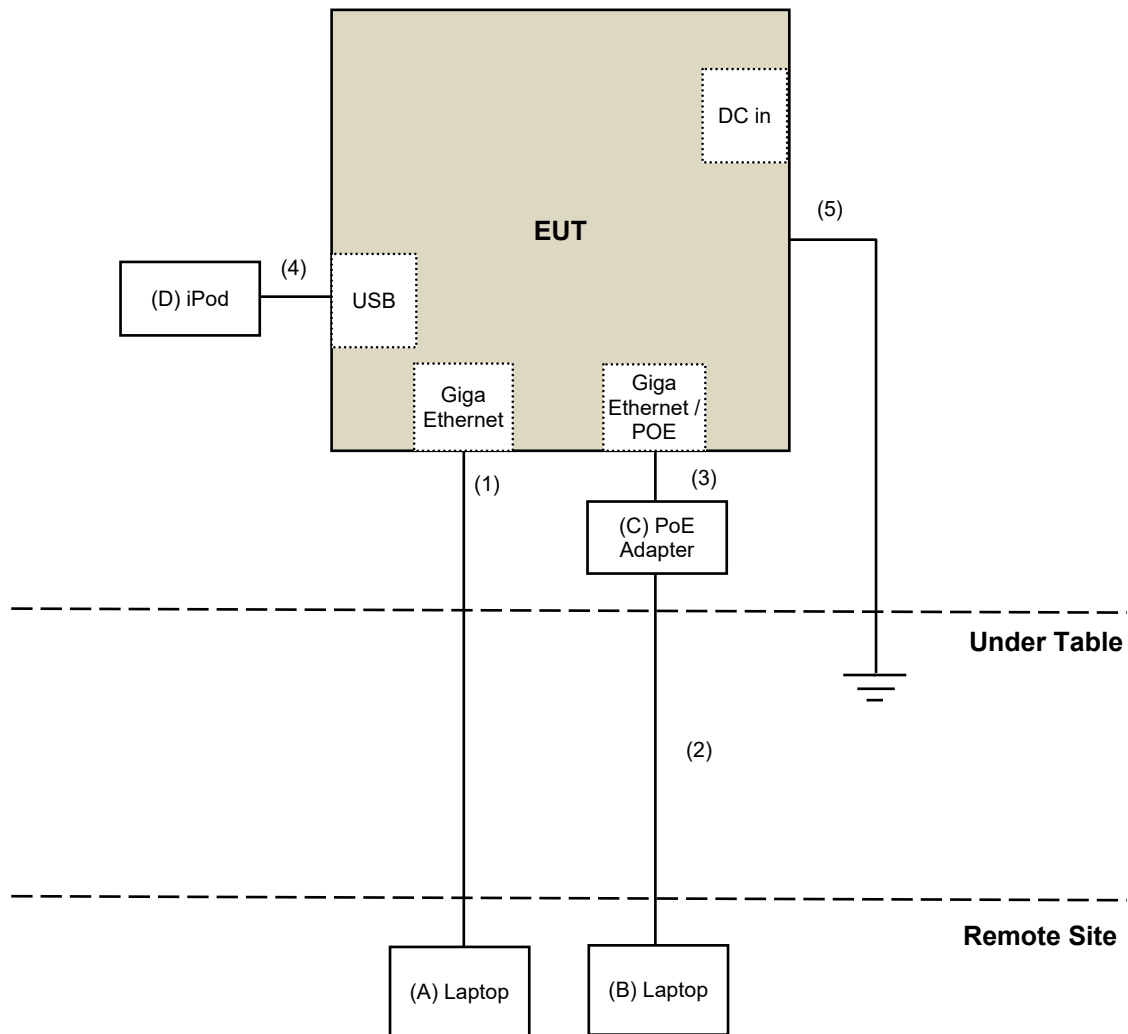 DC in
(5)
EUT
(4)
(D) iPod
USB
Giga
Ethernet
Giga
Ethernet /
POE
(1)
(3)
(C) PoE
Adapter
Under Table
(2)
Remote Site
(A) Laptop
(B) Laptop